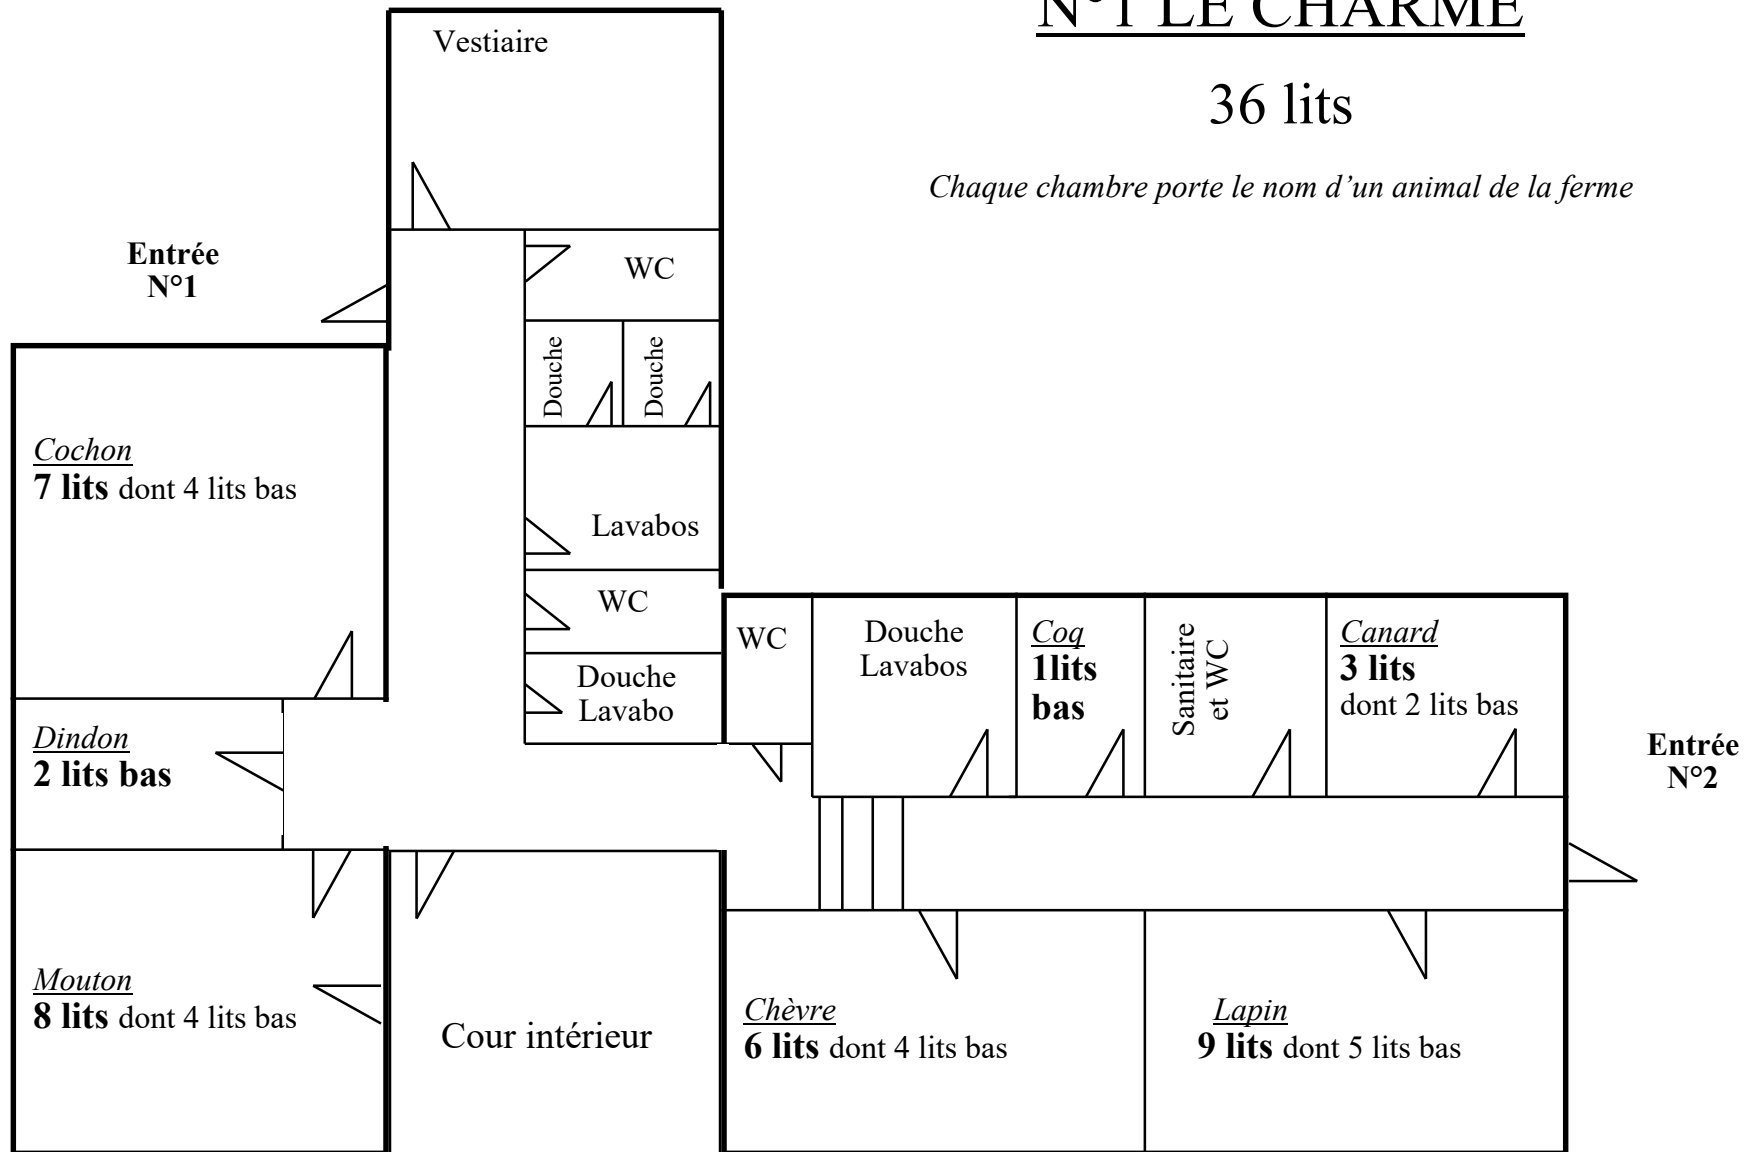 N°1 LE CHARME
36 lits
Chaque chambre porte le nom d’un animal de la ferme
Vestiaire
Entrée
N°1
WC
Douche
Douche
Cochon
7 lits dont 4 lits bas
Lavabos
WC
Douche
Lavabo
WC
Douche
Lavabos
Coq
1lits
bas
Sanitaire
et WC
Canard
3 lits
dont 2 lits bas
Entrée
N°2
Dindon
2 lits bas
Mouton
8 lits dont 4 lits bas
Cour intérieur
Chèvre
6 lits dont 4 lits bas
Lapin
9 lits dont 5 lits bas